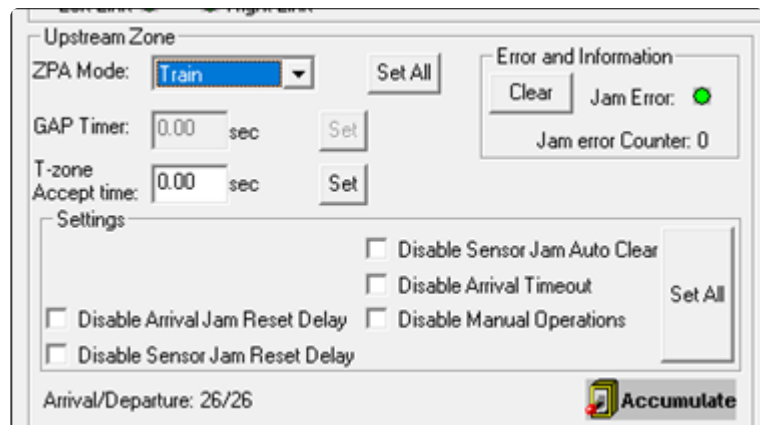 Upstream Zone
Error and Information
ZPA Mode: Train Set All
Clear Jam Error:
GAP Timer: 0.00 sec Set
Jam error Counter: 0
T-zone
Accept time: 0.00 sec Set
Settings
Disable Sensor Jam Auto Clear
Disable Arrival Timeout
Set All
Disable Arrival Jam Reset Delay Disable Manual Operations
Disable Sensor Jam Reset Delay
Arrival/Departure: 26/26 Accumulate